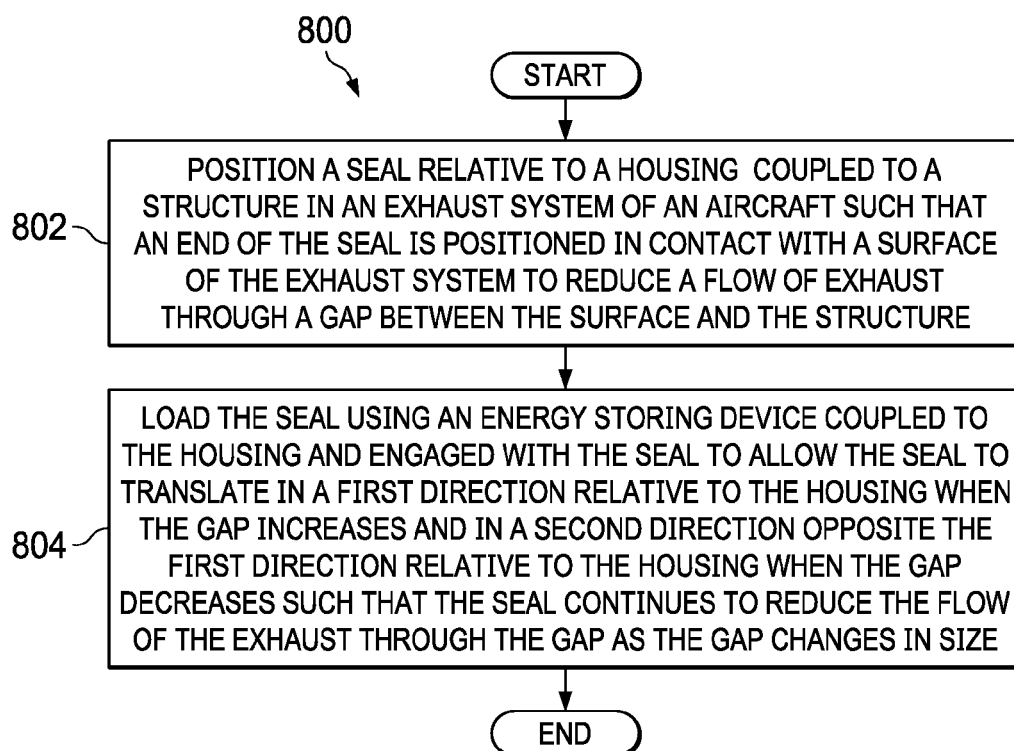 800
START
802
POSITION A SEAL RELATIVE TO A HOUSING COUPLED TO A
STRUCTURE IN AN EXHAUST SYSTEM OF AN AIRCRAFT SUCH THAT
AN END OF THE SEAL IS POSITIONED IN CONTACT WITH A SURFACE
OF THE EXHAUST SYSTEM TO REDUCE A FLOW OF EXHAUST
THROUGH A GAP BETWEEN THE SURFACE AND THE STRUCTURE
804
LOAD THE SEAL USING AN ENERGY STORING DEVICE COUPLED TO
THE HOUSING AND ENGAGED WITH THE SEAL TO ALLOW THE SEAL TO
TRANSLATE IN A FIRST DIRECTION RELATIVE TO THE HOUSING WHEN
THE GAP INCREASES AND IN A SECOND DIRECTION OPPOSITE THE
FIRST DIRECTION RELATIVE TO THE HOUSING WHEN THE GAP
DECREASES SUCH THAT THE SEAL CONTINUES TO REDUCE THE FLOW
OF THE EXHAUST THROUGH THE GAP AS THE GAP CHANGES IN SIZE
END